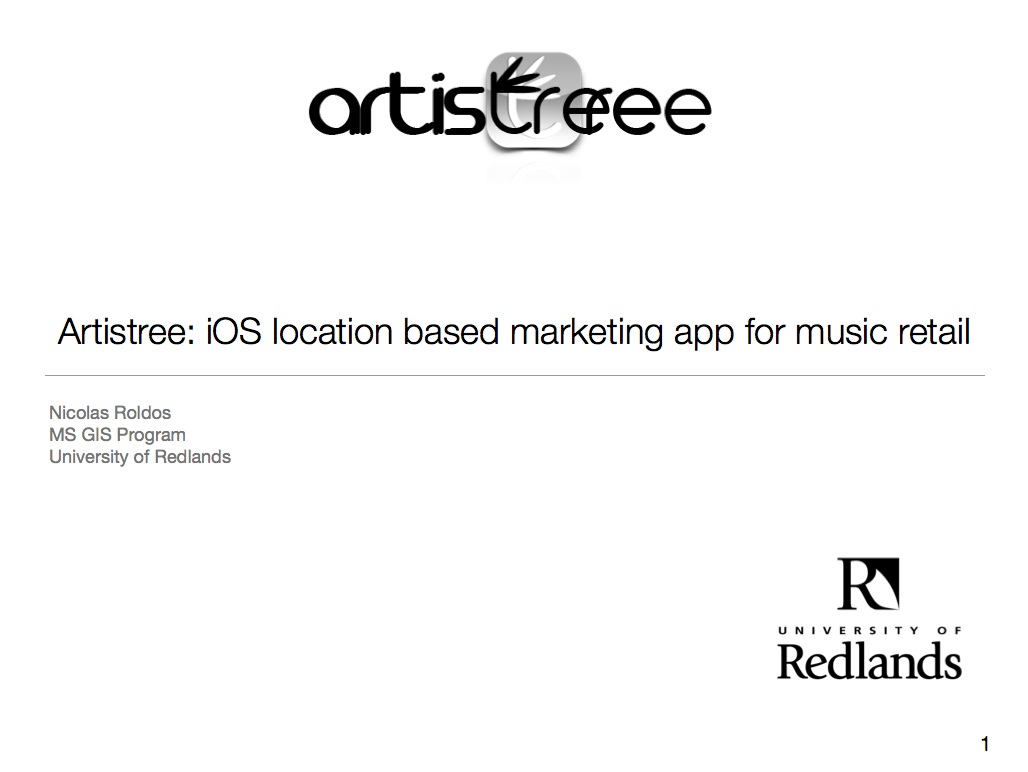 artistreee
Artistree: iOS location based marketing app for music retail
Nicolas Roldos
MS GIS Program
University of Redlands
R
UNIVERSITY OF
Redlands
1